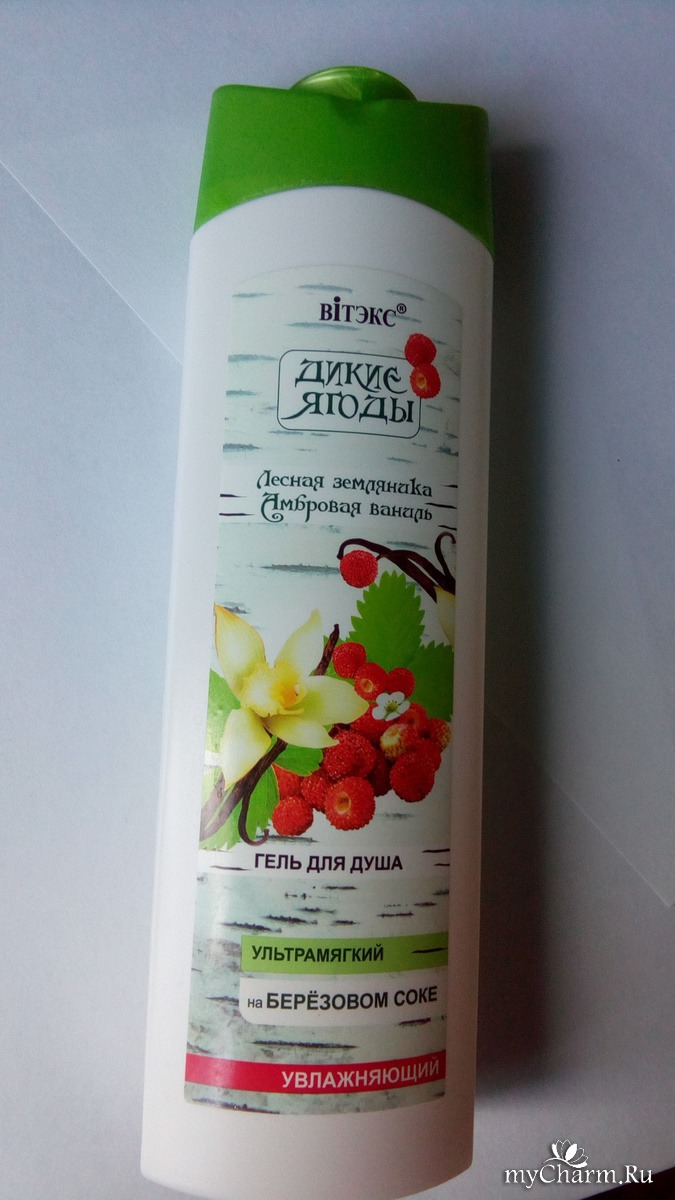 вiтэкс®
ДИКИЕ
ЯГОДЫ
Лесная земляника
Амбровая ваниль
ГЕЛЬ ДЛЯ ДУША
УЛЬТРАМЯГКИЙ
на БЕРЁЗОВОМ СОКЕ
УВЛАЖНЯЮЩИЙ
myCharm.Ru